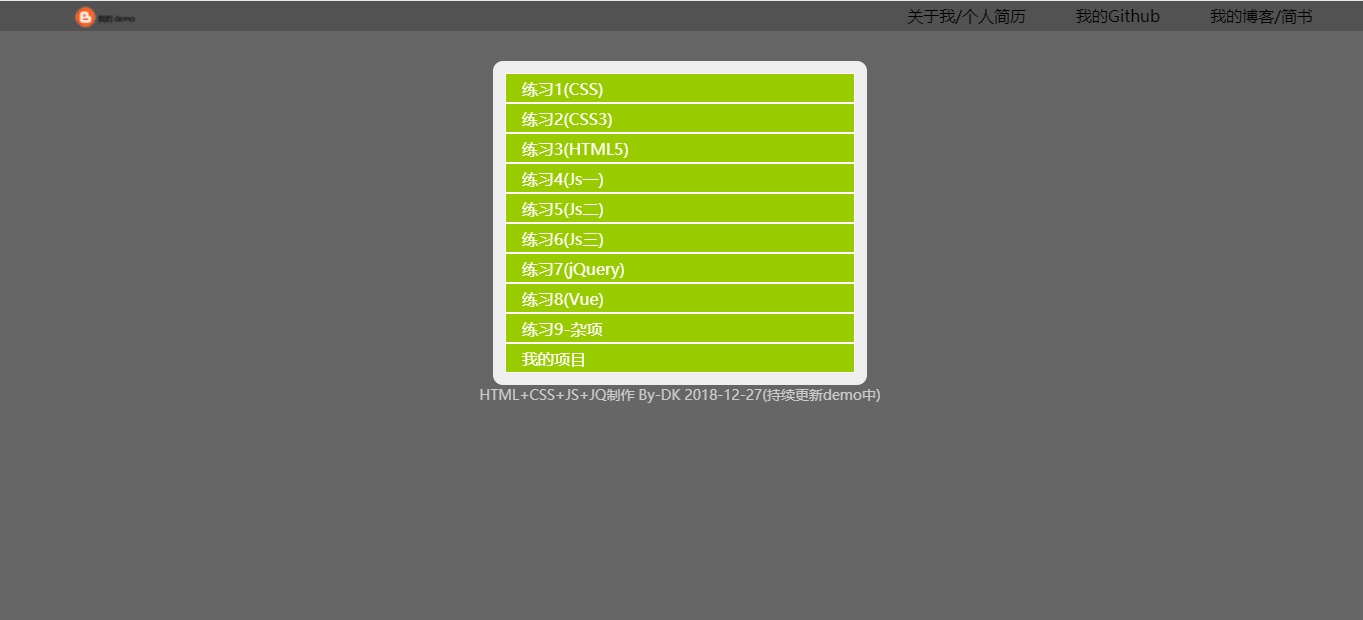 我的 demo
关于我/个人简历 我的Github 我的博客/简书
练习1(CSS)
练习2(CSS3)
练习3(HTML5)
练习4(Js一)
练习5(Js二)
练习6(Js三)
练习7(jQuery)
练习8(Vue)
练习9-杂项
我的项目
HTML+CSS+JS+JQ制作 By-DK 2018-12-27(持续更新demo中)